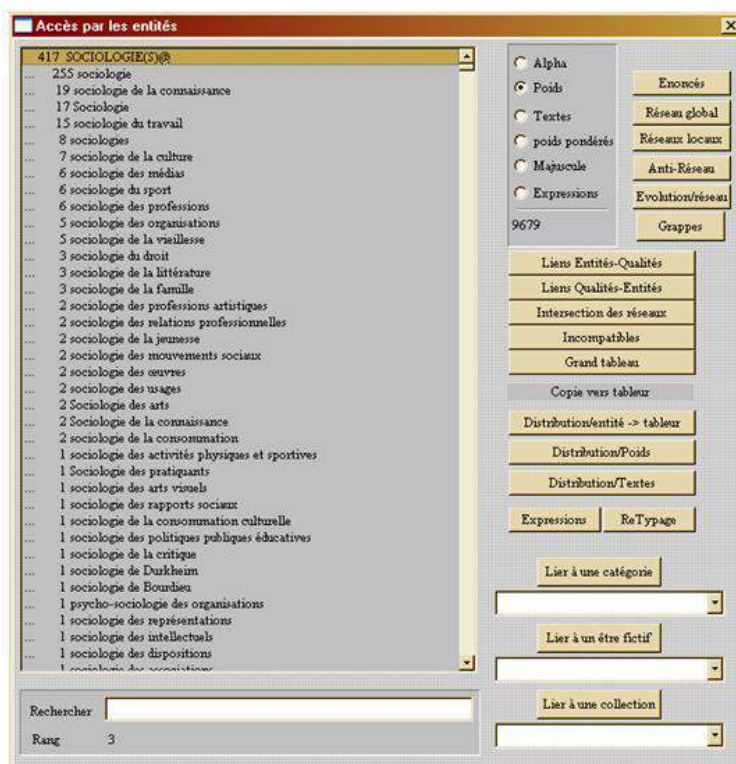 Accès par les entités
417 SOCIOLOGIE(S)@
... 255 sociologie
... 19 sociologie de la connaissance
... 17 Sociologie
... 15 sociologie du travail
... 8 sociologies
... 7 sociologie de la culture
... 6 sociologie des médias
... 6 sociologie du sport
... 6 sociologie des professions
... 5 sociologie des organisations
... 5 sociologie de la vieillesse
... 3 sociologie du droit
... 3 sociologie de la littérature
... 3 sociologie de la famille
... 2 sociologie des professions artistiques
... 2 sociologie des relations professionnelles
... 2 sociologie de la jeunesse
... 2 sociologie des mouvements sociaux
... 2 sociologie des œuvres
... 2 sociologie des usages
... 2 Sociologie des arts
... 2 Sociologie de la connaissance
... 2 sociologie de la consommation
... 1 sociologie des activités physiques et sportives
... 1 Sociologie des pratiquants
... 1 sociologie des arts visuels
... 1 sociologie des rapports sociaux
... 1 sociologie de la consommation culturelle
... 1 sociologie des politiques publiques éducatives
... 1 sociologie de la critique
... 1 sociologie de Durkheim
... 1 sociologie de Bourdieu
... 1 psycho-sociologie des organisations
... 1 sociologie des représentations
... 1 sociologie des intellectuels
... 1 sociologie des dispositions
... 1 sociologie des associations
Rechercher
Rang 3
Alpha
Poids
Textes
poids pondérés
Majuscule
Expressions
9679
Enoncés
Réseau global
Réseaux locaux
Anti-Réseau
Evolution/réseau
Grappes
Liens Entités-Qualités
Liens Qualités-Entités
Intersection des réseaux
Incompatibles
Grand tableau
Copie vers tableur
Distribution/entité -> tableur
Distribution/Poids
Distribution/Textes
Expressions
ReTypage
Lier à une catégorie
Lier à un être fictif
Lier à une collection